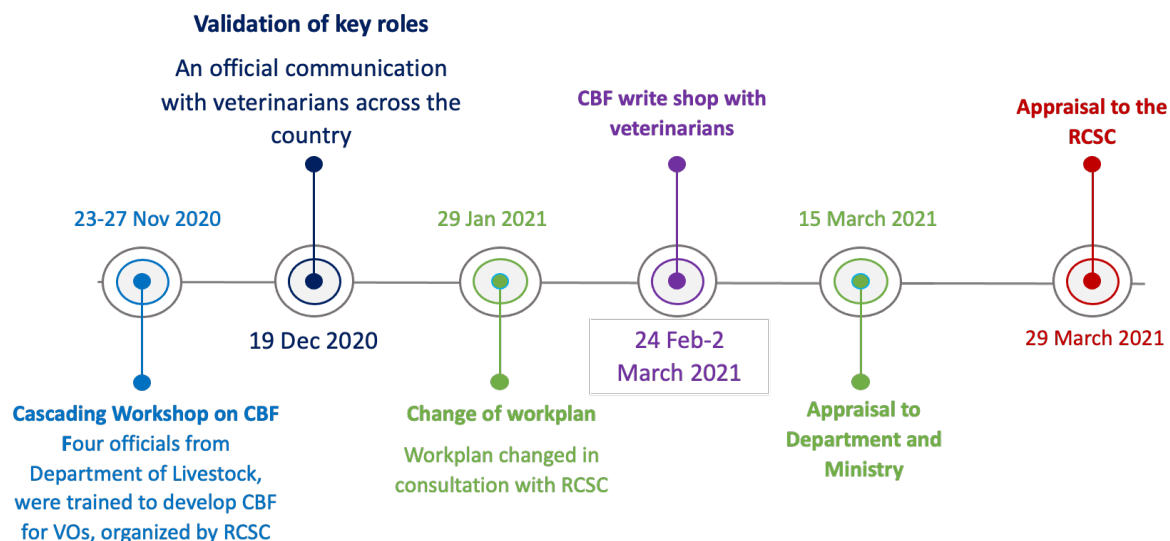 Validation of key roles
An official communication
with veterinarians across the
country
CBF write shop with
veterinarians
Appraisal to the
RCSC
23-27 Nov 2020
29 Jan 2021
15 March 2021
19 Dec 2020
24 Feb-2
March 2021
29 March 2021
Cascading Workshop on CBF
Four officials from
Department of Livestock,
were trained to develop CBF
for VOs, organized by RCSC
Change of workplan
Workplan changed in
consultation with RCSC
Appraisal to
Department and
Ministry